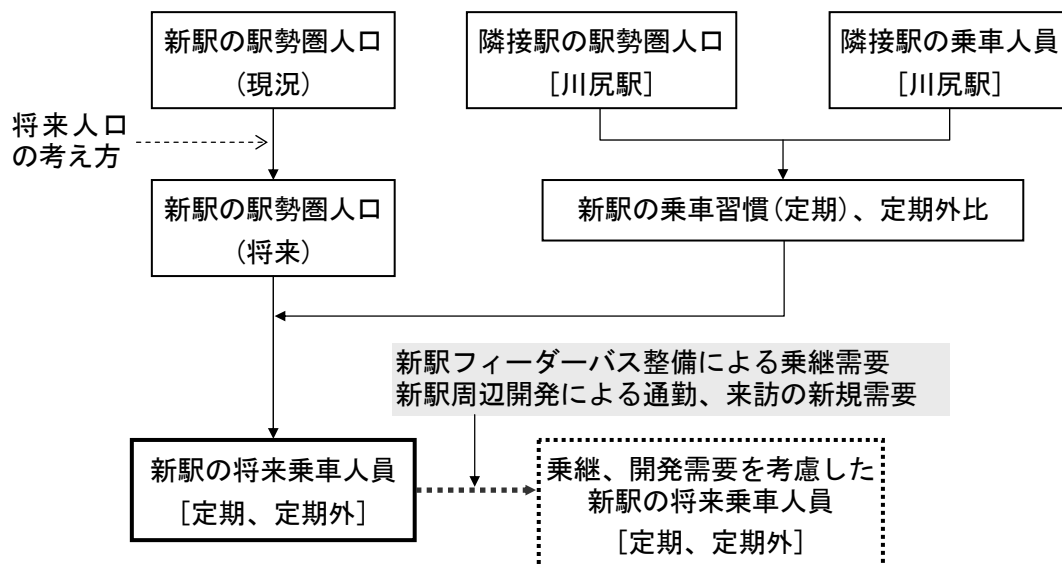 新駅の駅勢圏人口
(現況)
隣接駅の駅勢圏人口
［川尻駅］
隣接駅の乗車人員
［川尻駅］
将来人口
の考え方
新駅の駅勢圏人口
(将来)
新駅の乗車習慣(定期)、定期外比
新駅フィーダーバス整備による乗継需要
新駅周辺開発による通勤、来訪の新規需要
新駅の将来乗車人員
［定期、定期外］
乗継、開発需要を考慮した
新駅の将来乗車人員
［定期、定期外］